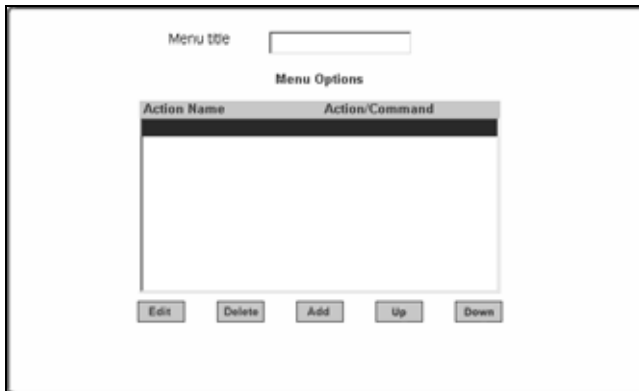 Menu title
Menu Options
Action Name Action/Command
Edit Delete Add Up Down